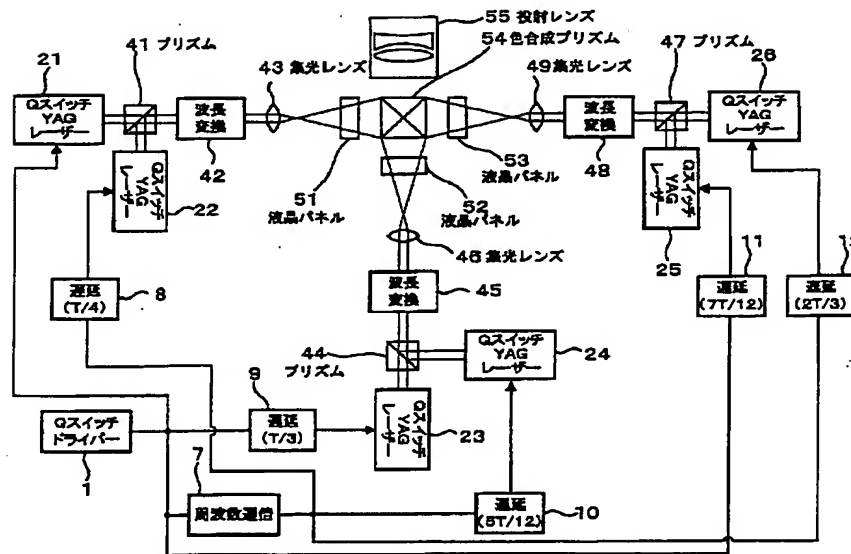 55 投射レンズ
54 色合成プリズム
41 プリズム
47 プリズム
21
43 集光レンズ
49 集光レンズ
26
Qスイッチ
YAG
レーザー
波長
変換
波長
変換
Qスイッチ
YAG
レーザー
42
48
53
液晶パネル
51
液晶パネル
52
液晶パネル
Qスイッチ
YAG
レーザー
22
Qスイッチ
YAG
レーザー
25
46 集光レンズ
11
遅延
(T/4)
8
波長
変換
45
遅延
(7T/12)
遅延
(2T/3)
44
プリズム
Qスイッチ
YAG
レーザー
24
9
Qスイッチ
ドライバー
1
遅延
(T/3)
Qスイッチ
YAG
レーザー
23
7
周波数逓倍
遅延
(5T/12)
10